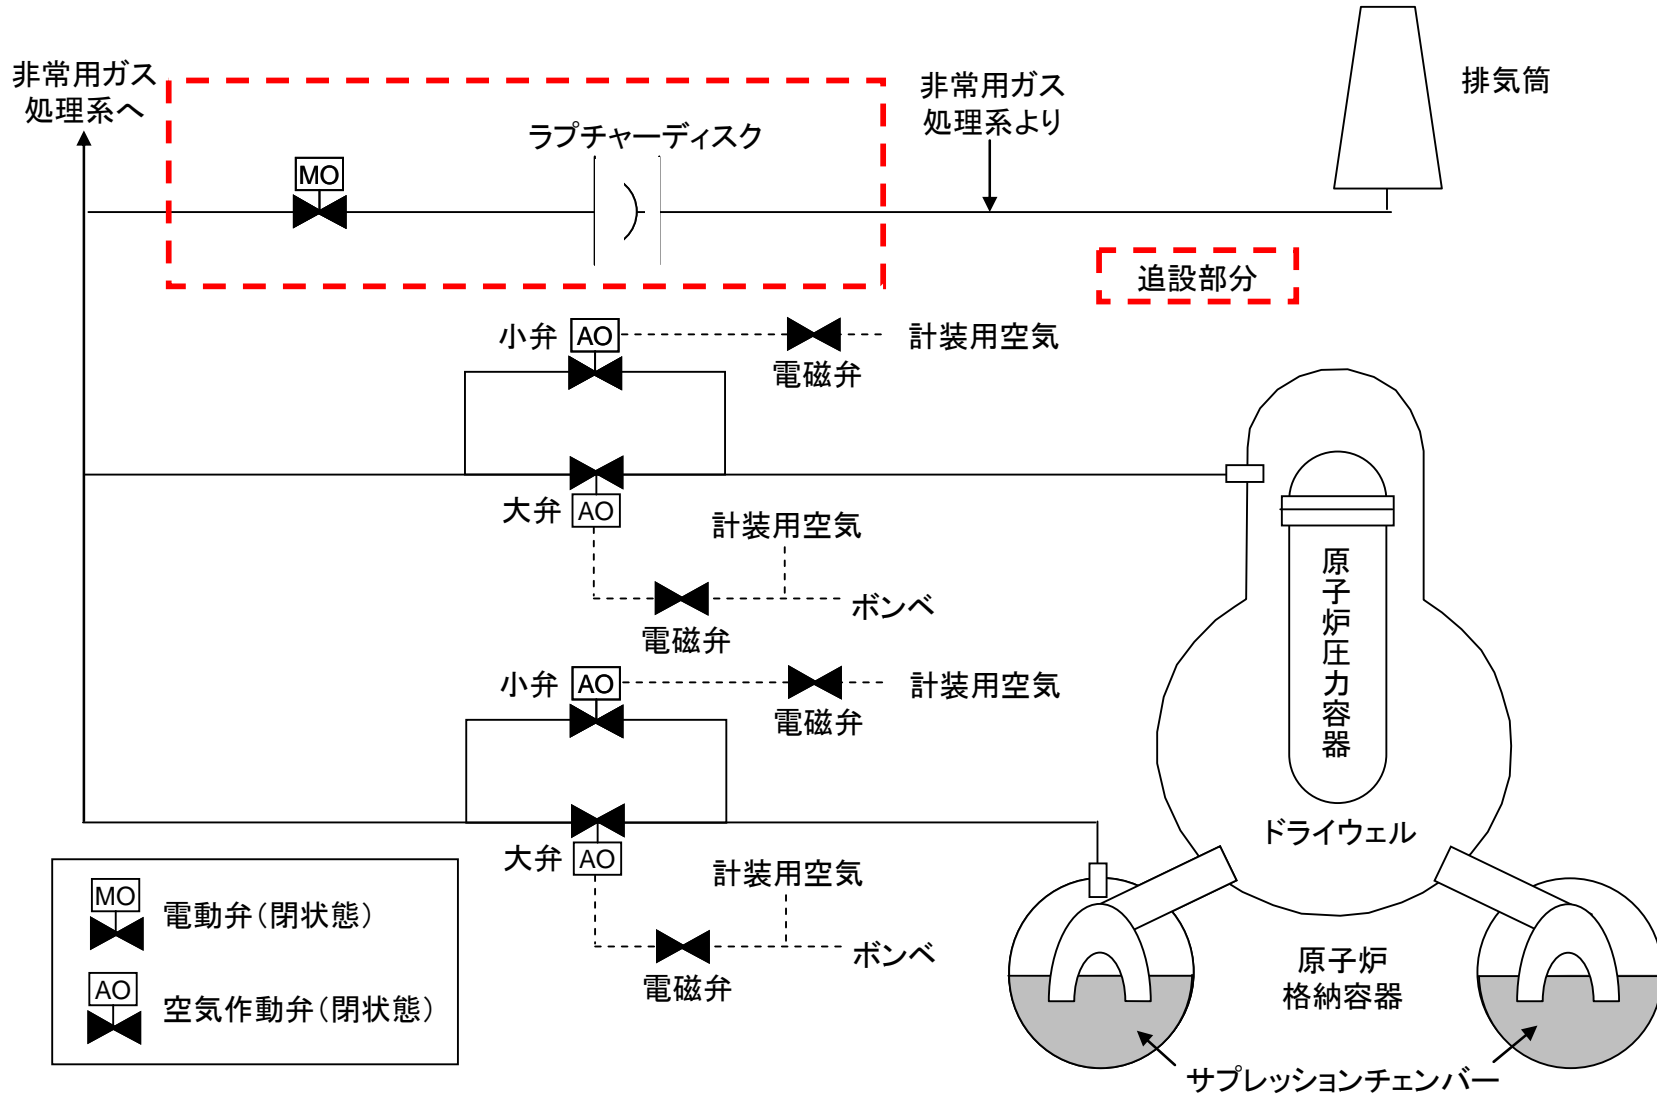 非常用ガス
処理系へ
MO
ラプチャーディスク
非常用ガス
処理系より
排気筒
追設部分
小弁
AO
電磁弁
計装用空気
大弁
AO
計装用空気
電磁弁
ボンベ
小弁
AO
電磁弁
計装用空気
大弁
AO
計装用空気
電磁弁
ボンベ
原子炉圧力容器
ドライウェル
原子炉
格納容器
サプレッションチェンバー
MO
電動弁(閉状態)
AO
空気作動弁(閉状態)